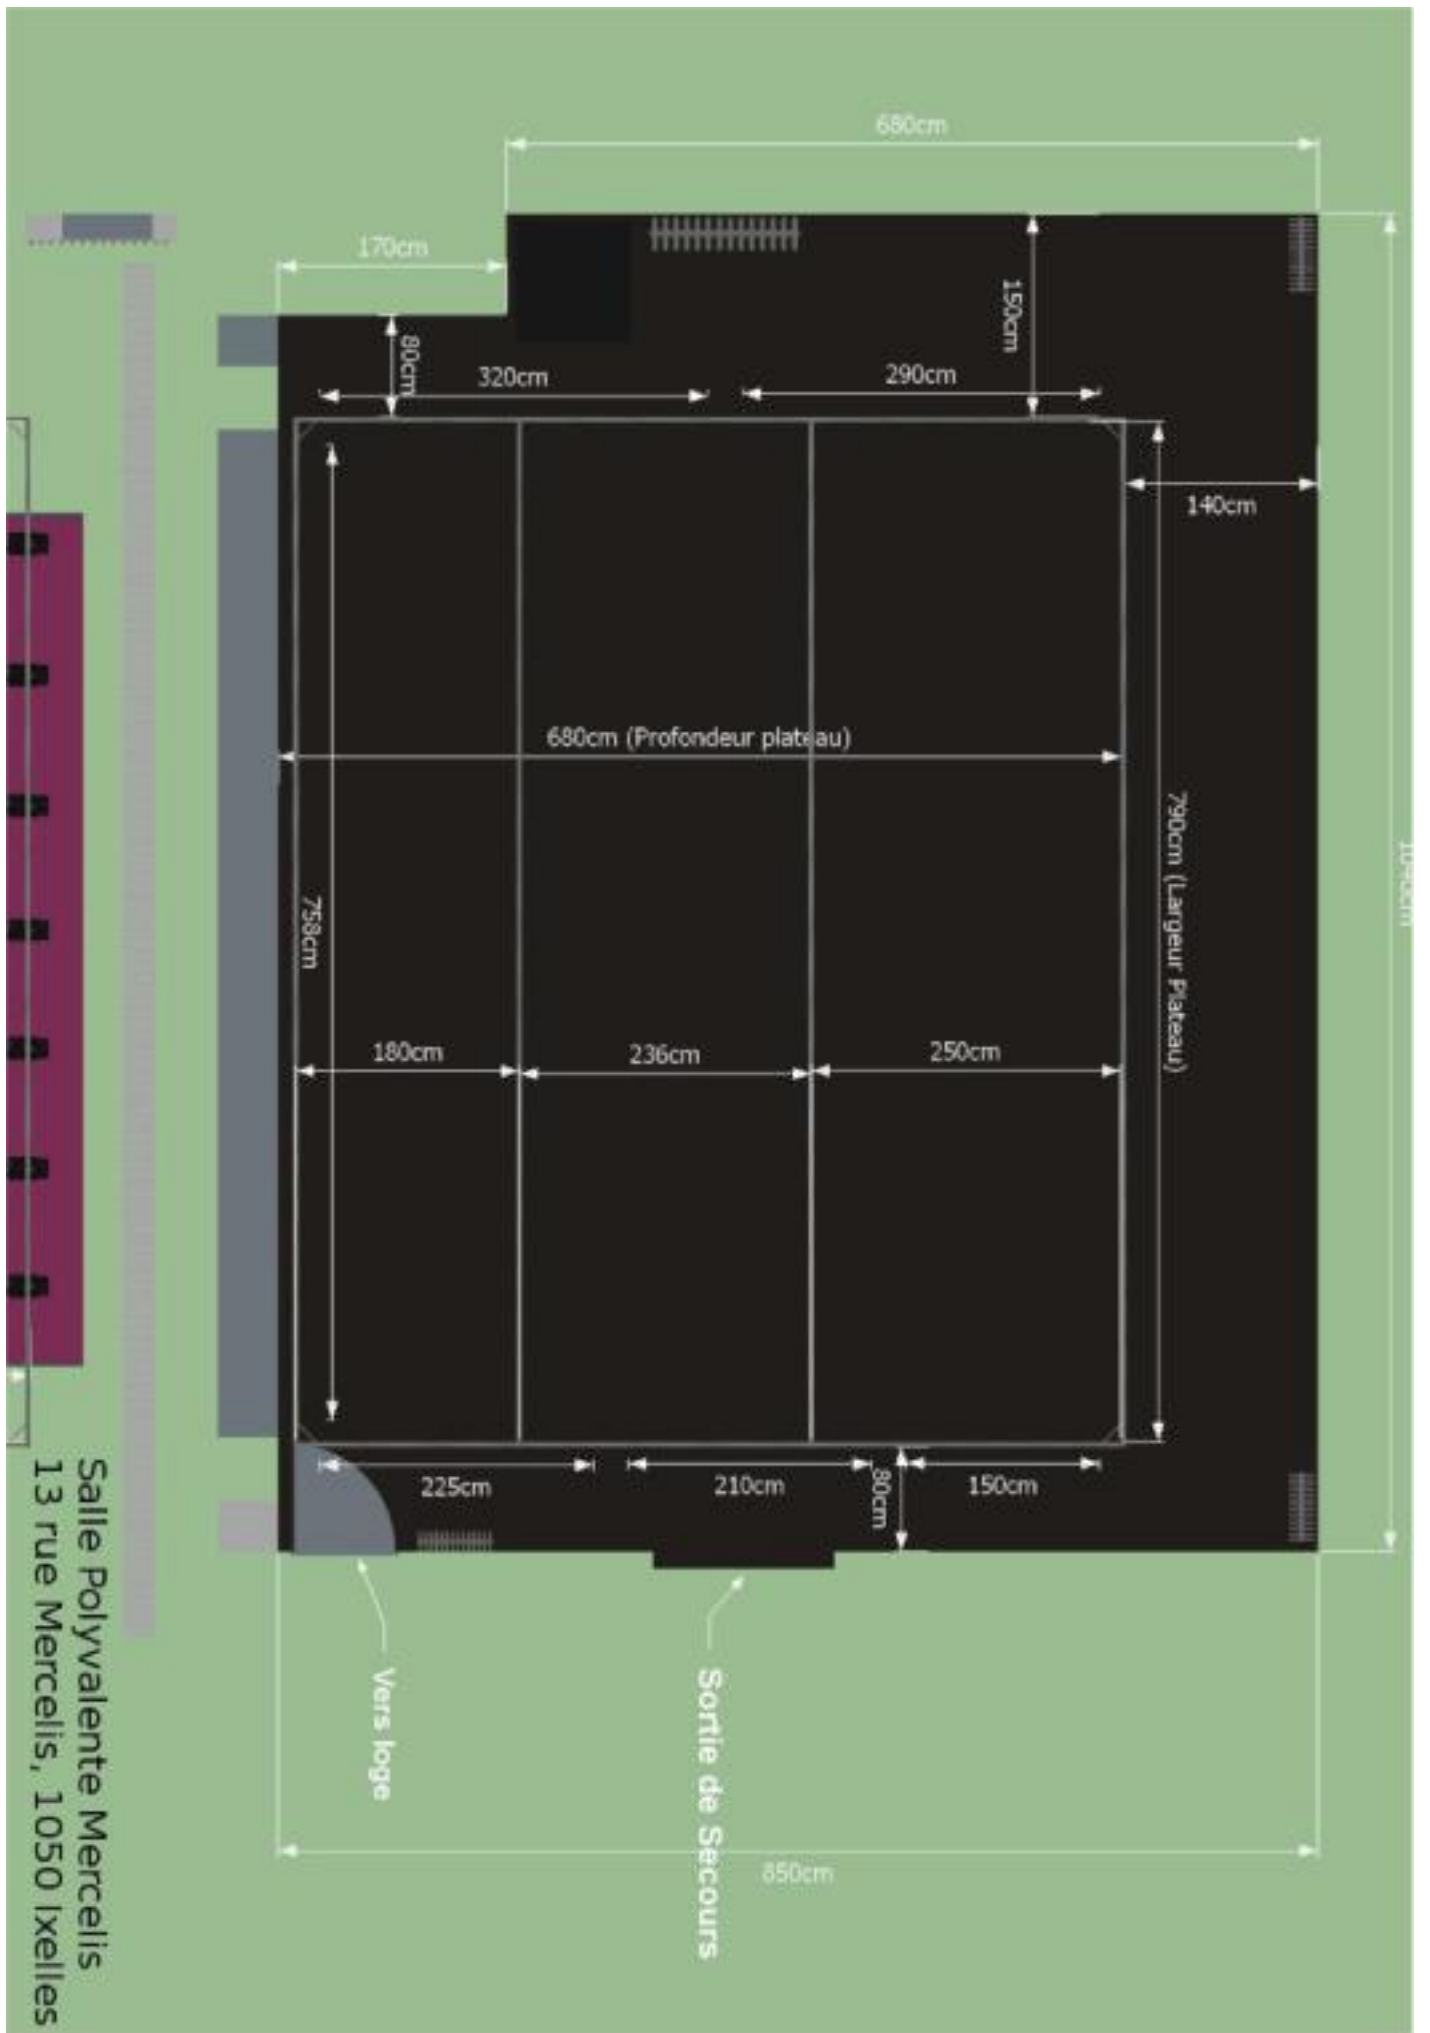 680cm
170cm
150cm
80cm
320cm
290cm
140cm
680cm (Profondeur plateau)
790cm (Largeur Plateau)
758cm
180cm
236cm
250cm
225cm
210cm
80cm
150cm
Vers loge
Sortie de Secours
850cm
Salle Polyvalente Mercelis
13 rue Mercelis, 1050 Ixelles